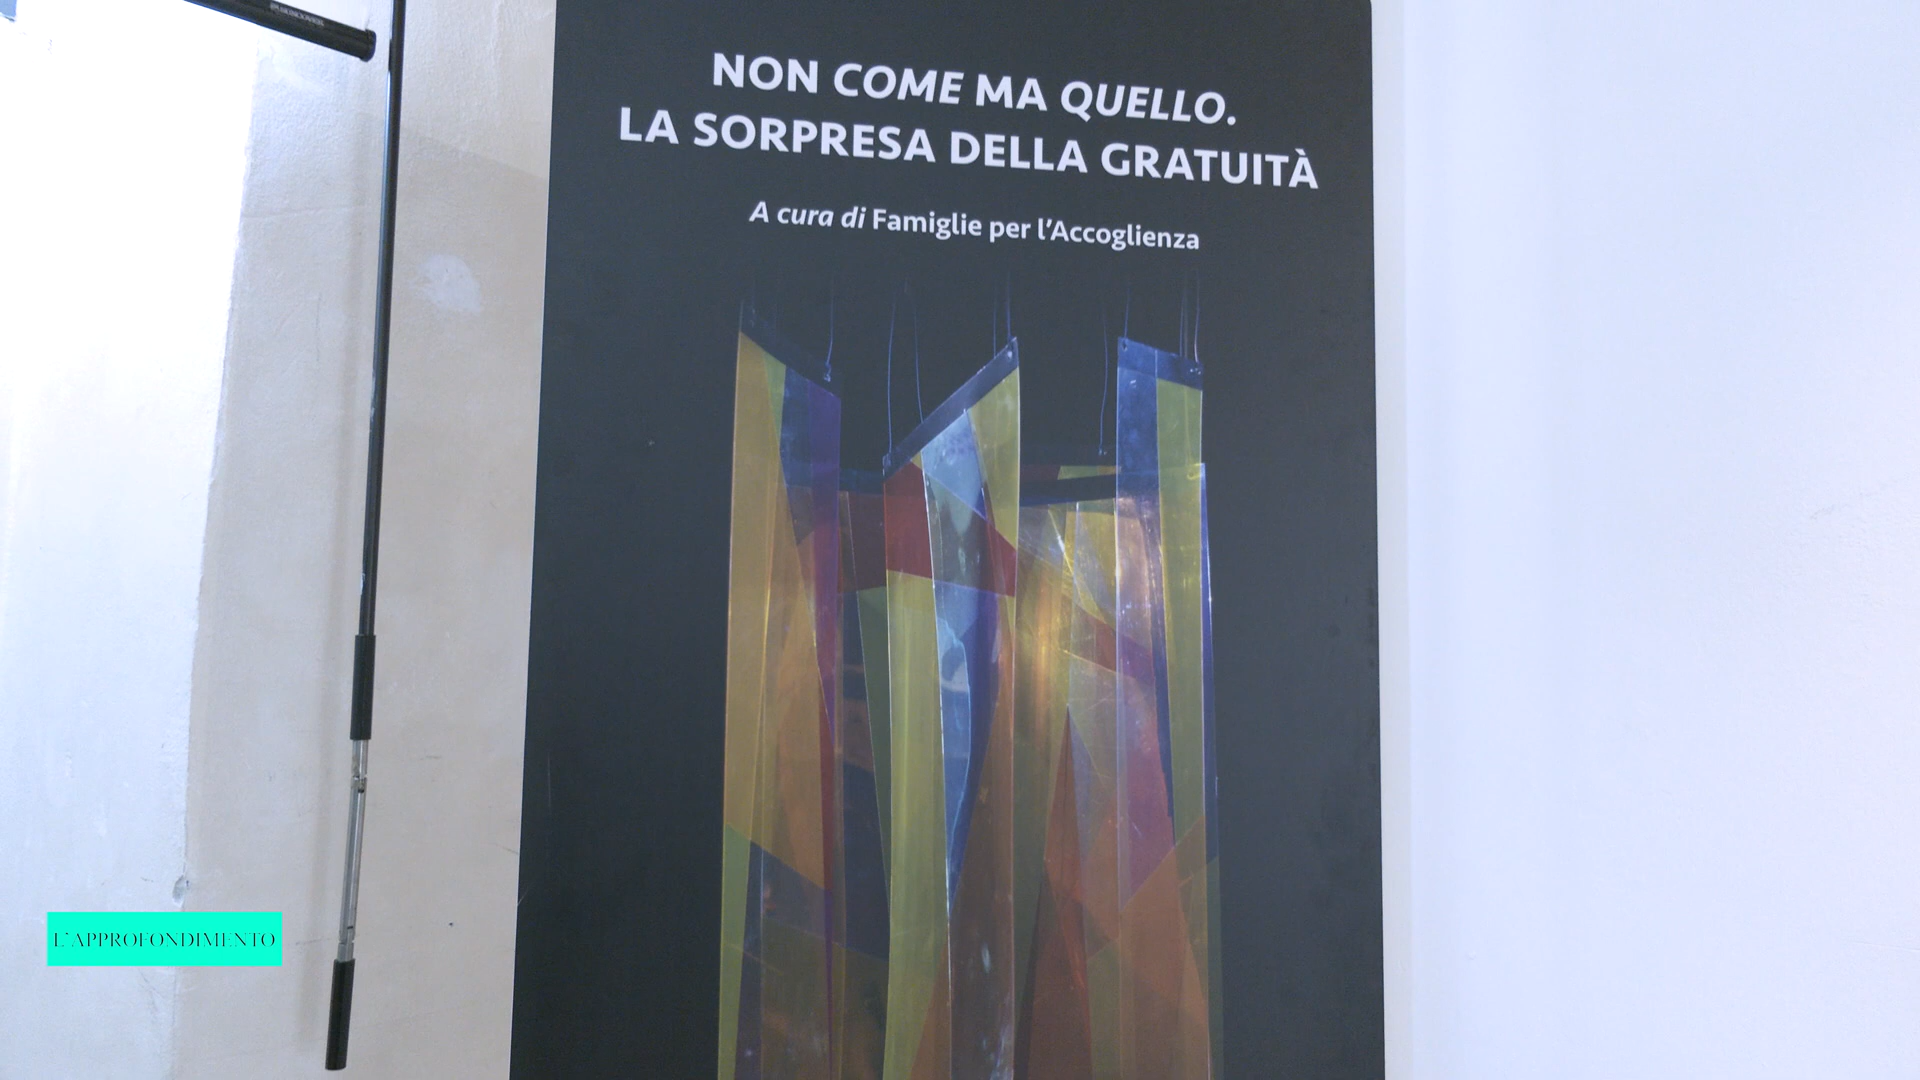 NON COME MA QUELLO.
LA SORPRESA DELLA GRATUITÀ
A cura di Famiglie per l'Accoglienza
L'APPROFONDIMENTO